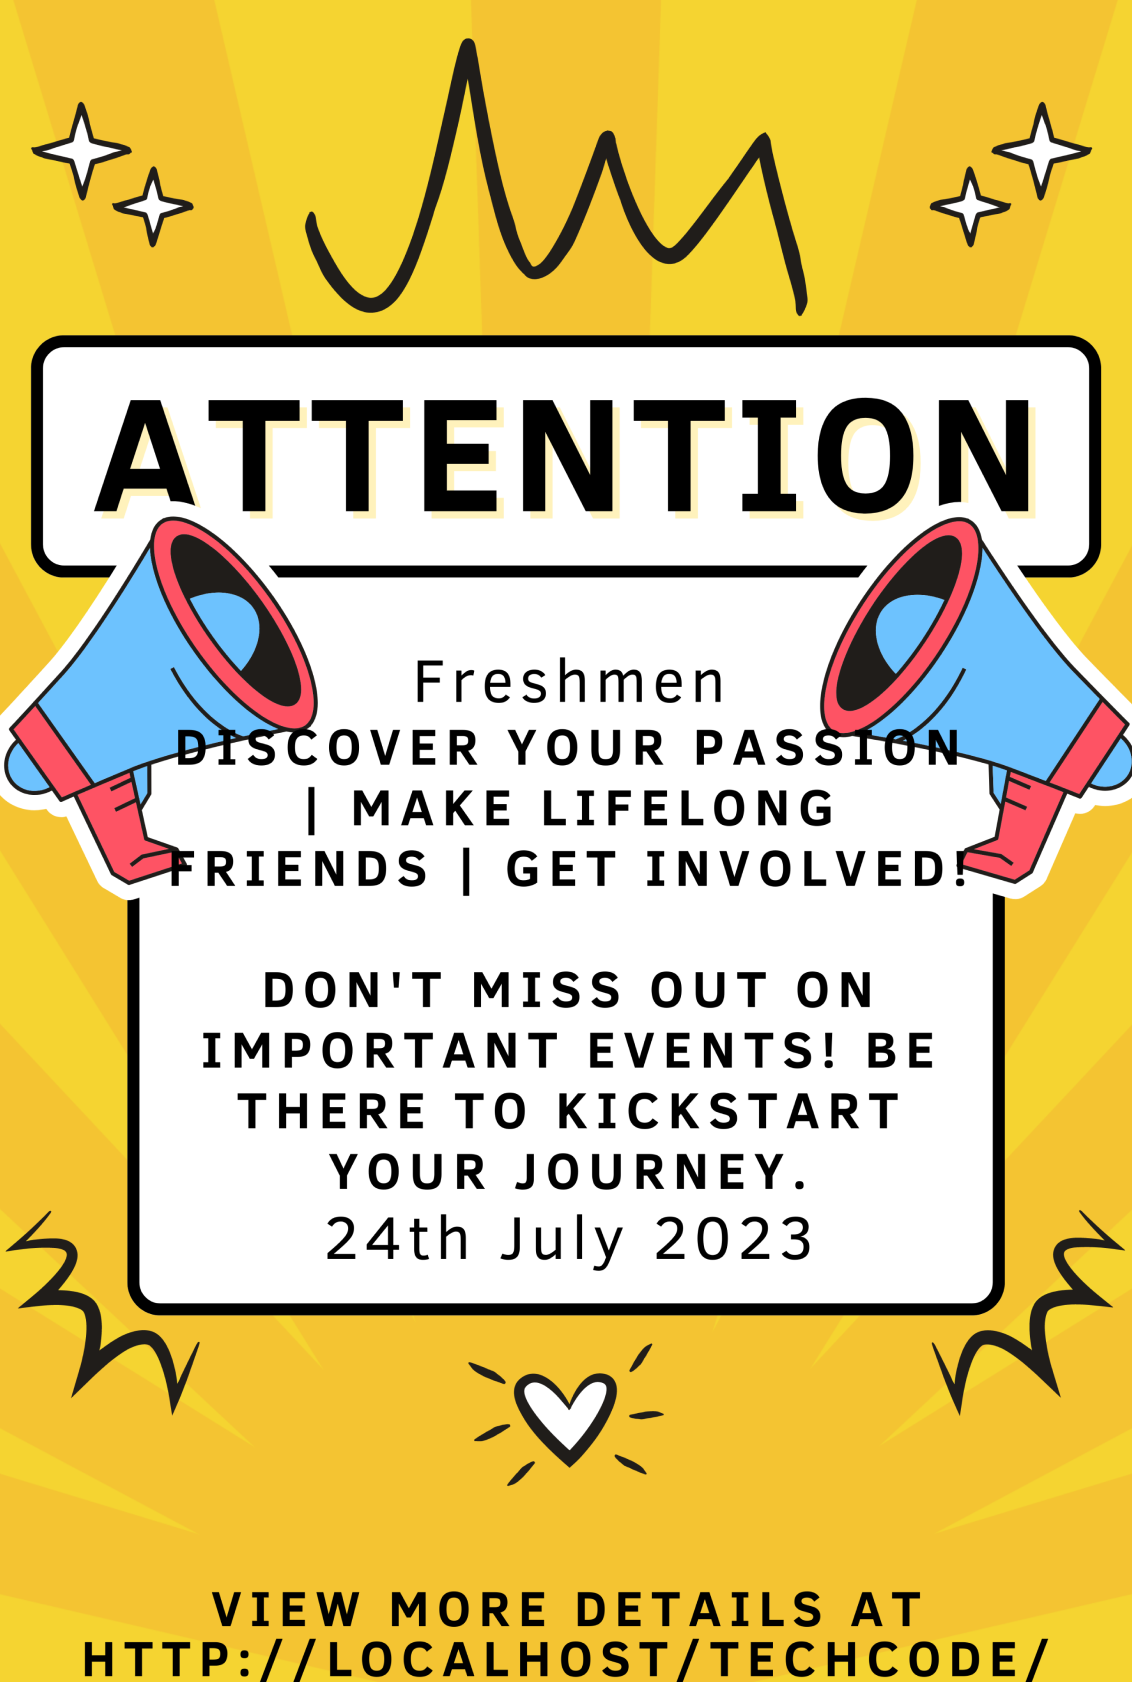 ATTENTION
Freshmen
DISCOVER YOUR PASSION
| MAKE LIFELONG
FRIENDS | GET INVOLVED!
DON'T MISS OUT ON
IMPORTANT EVENTS! BE
THERE TO KICKSTART
YOUR JOURNEY.
24th July 2023
VIEW MORE DETAILS AT
HTTP://LOCALHOST/TECHCODE/